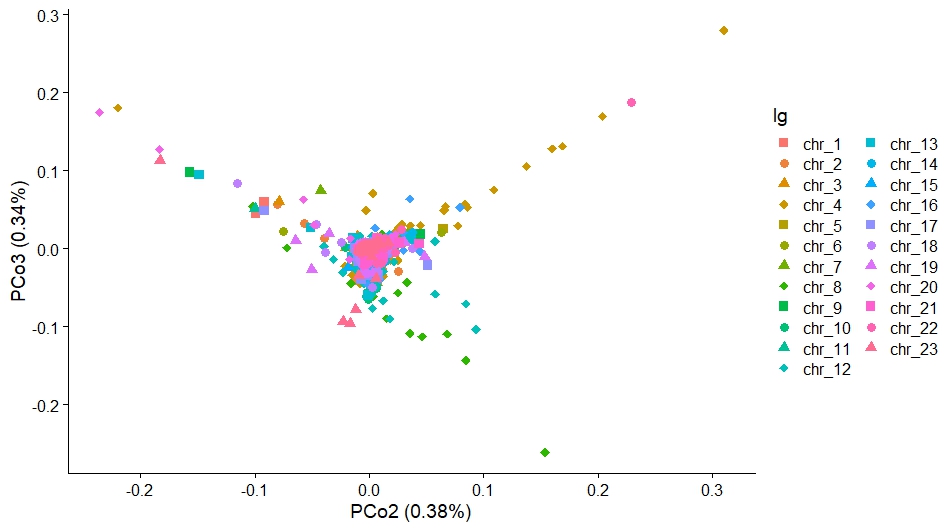 0.3
0.2
0.1
0.0
-0.1
-0.2
PCo3 (0.34%)
-0.2 -0.1 0.0 0.1 0.2 0.3
PCo2 (0.38%)
lg
chr_1 chr_13
chr_2 chr_14
chr_3 chr_15
chr_4 chr_16
chr_5 chr_17
chr_6 chr_18
chr_7 chr_19
chr_8 chr_20
chr_9 chr_21
chr_10 chr_22
chr_11 chr_23
chr_12